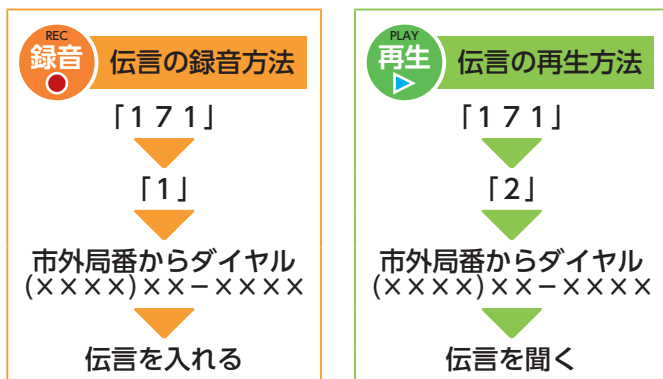 REC
録音
伝言の録音方法
「１７１」
「１」
市外局番からダイヤル
(××××)××－××××
伝言を入れる
PLAY
再生
伝言の再生方法
「１７１」
「２」
市外局番からダイヤル
(××××)××－××××
伝言を聞く